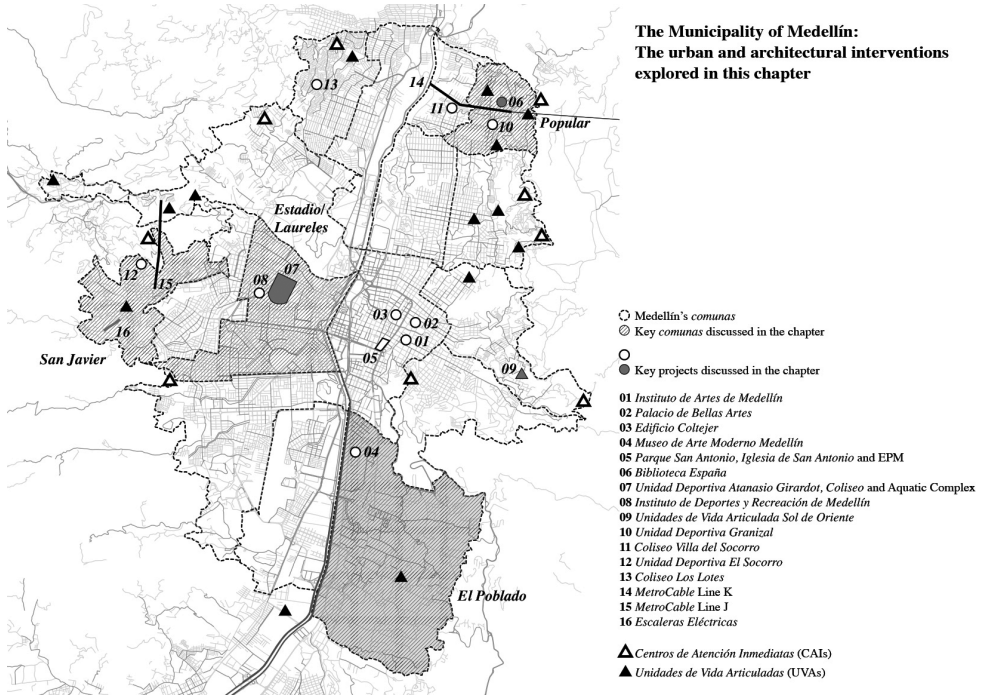 The Municipality of Medellín:
The urban and architectural interventions
explored in this chapter
13
14
11
06
10
Popular
Estadio/
Laureles
07
08
12
15
16
San Javier
03
02
01
05
09
04
El Poblado
Medellín's comunas
Key comunas discussed in the chapter
Key projects discussed in the chapter
01 Instituto de Artes de Medellín
02 Palacio de Bellas Artes
03 Edificio Coltejer
04 Museo de Arte Moderno Medellín
05 Parque San Antonio, Iglesia de San Antonio and EPM
06 Biblioteca España
07 Unidad Deportiva Atanasio Girardot, Coliseo and Aquatic Complex
08 Instituto de Deportes y Recreación de Medellín
09 Unidades de Vida Articulada Sol de Oriente
10 Unidad Deportiva Granizal
11 Coliseo Villa del Socorro
12 Unidad Deportiva El Socorro
13 Coliseo Los Lotes
14 MetroCable Line K
15 MetroCable Line J
16 Escaleras Eléctricas
Centros de Atención Inmediatas (CAIs)
Unidades de Vida Articuladas (UVAs)